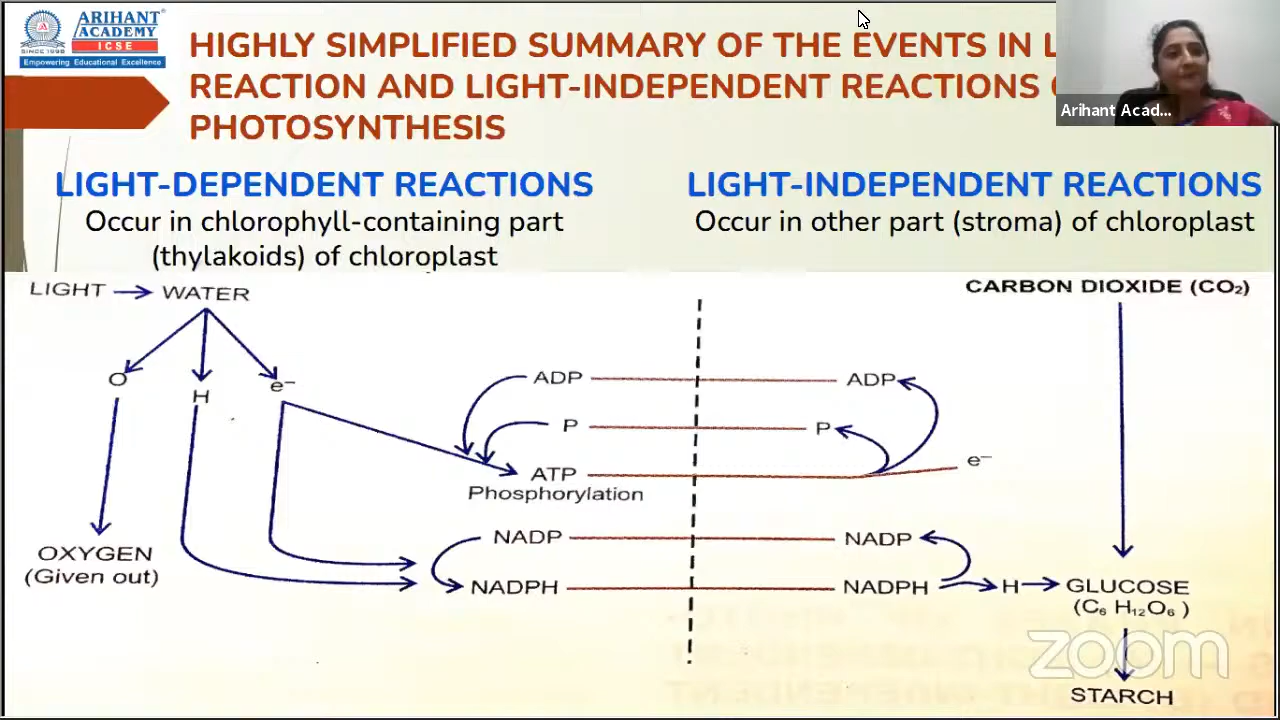 ARIHANT
ACADEMY
SINCE 1998
ICSE
Empowering Educational Excellence
HIGHLY SIMPLIFIED SUMMARY OF THE EVENTS IN L
REACTION AND LIGHT-INDEPENDENT REACTIONS
PHOTOSYNTHESIS
Arihant Acad...
LIGHT-DEPENDENT REACTIONS
Occur in chlorophyll-containing part
(thylakoids) of chloroplast
LIGHT-INDEPENDENT REACTIONS
Occur in other part (stroma) of chloroplast
LIGHT → WATER
CARBON DIOXIDE (CO₂)
O
H
e⁻
ADP
ADP
P
P
ATP
e⁻
Phosphorylation
OXYGEN
(Given out)
NADP
NADP
NADPH
NADPH
H
GLUCOSE
(C₆ H₁₂O₆)
zoom
STARCH